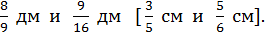 8/9 дм и 9/16 дм [3/5 см и 5/6 см].